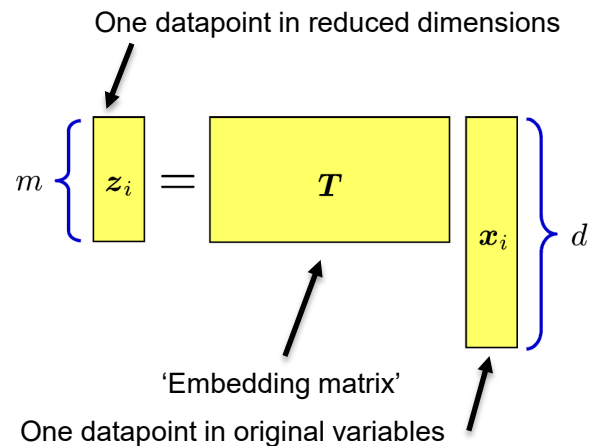 One datapoint in reduced dimensions
m { z_i = T x_i } d
‘Embedding matrix’
One datapoint in original variables